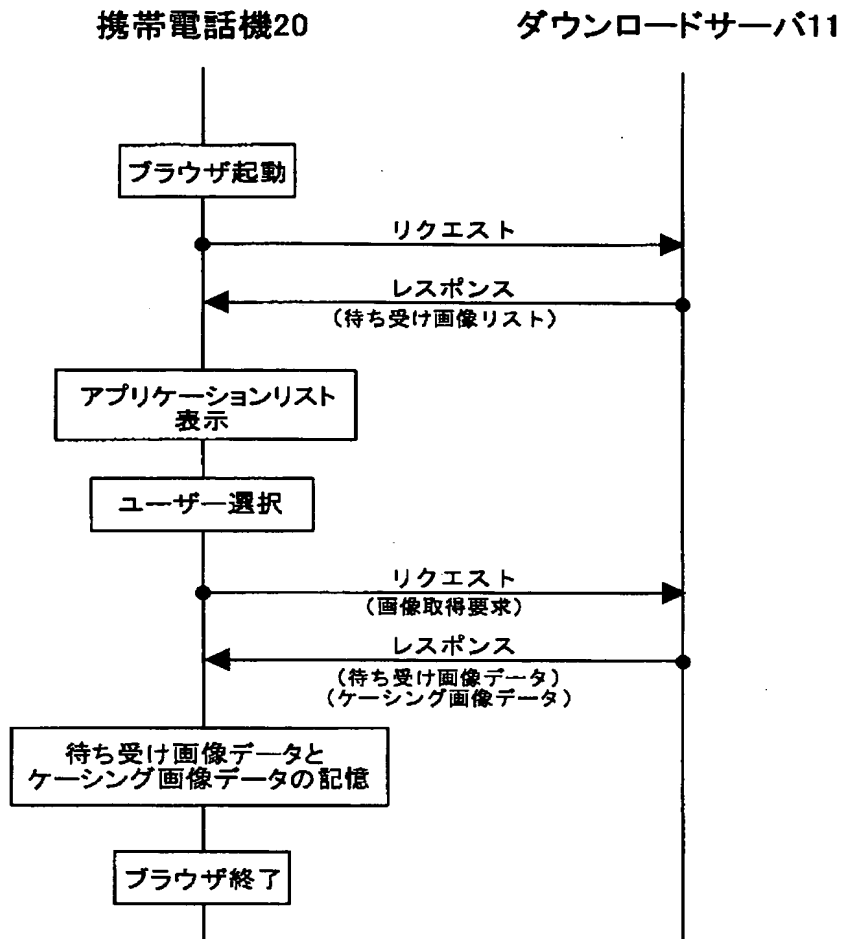 携帯電話機20
ダウンロードサーバ11
ブラウザ起動
リクエスト
レスポンス
(待ち受け画像リスト)
アプリケーションリスト
表示
ユーザー選択
リクエスト
(画像取得要求)
レスポンス
(待ち受け画像データ)
(ケーシング画像データ)
待ち受け画像データと
ケーシング画像データの記憶
ブラウザ終了